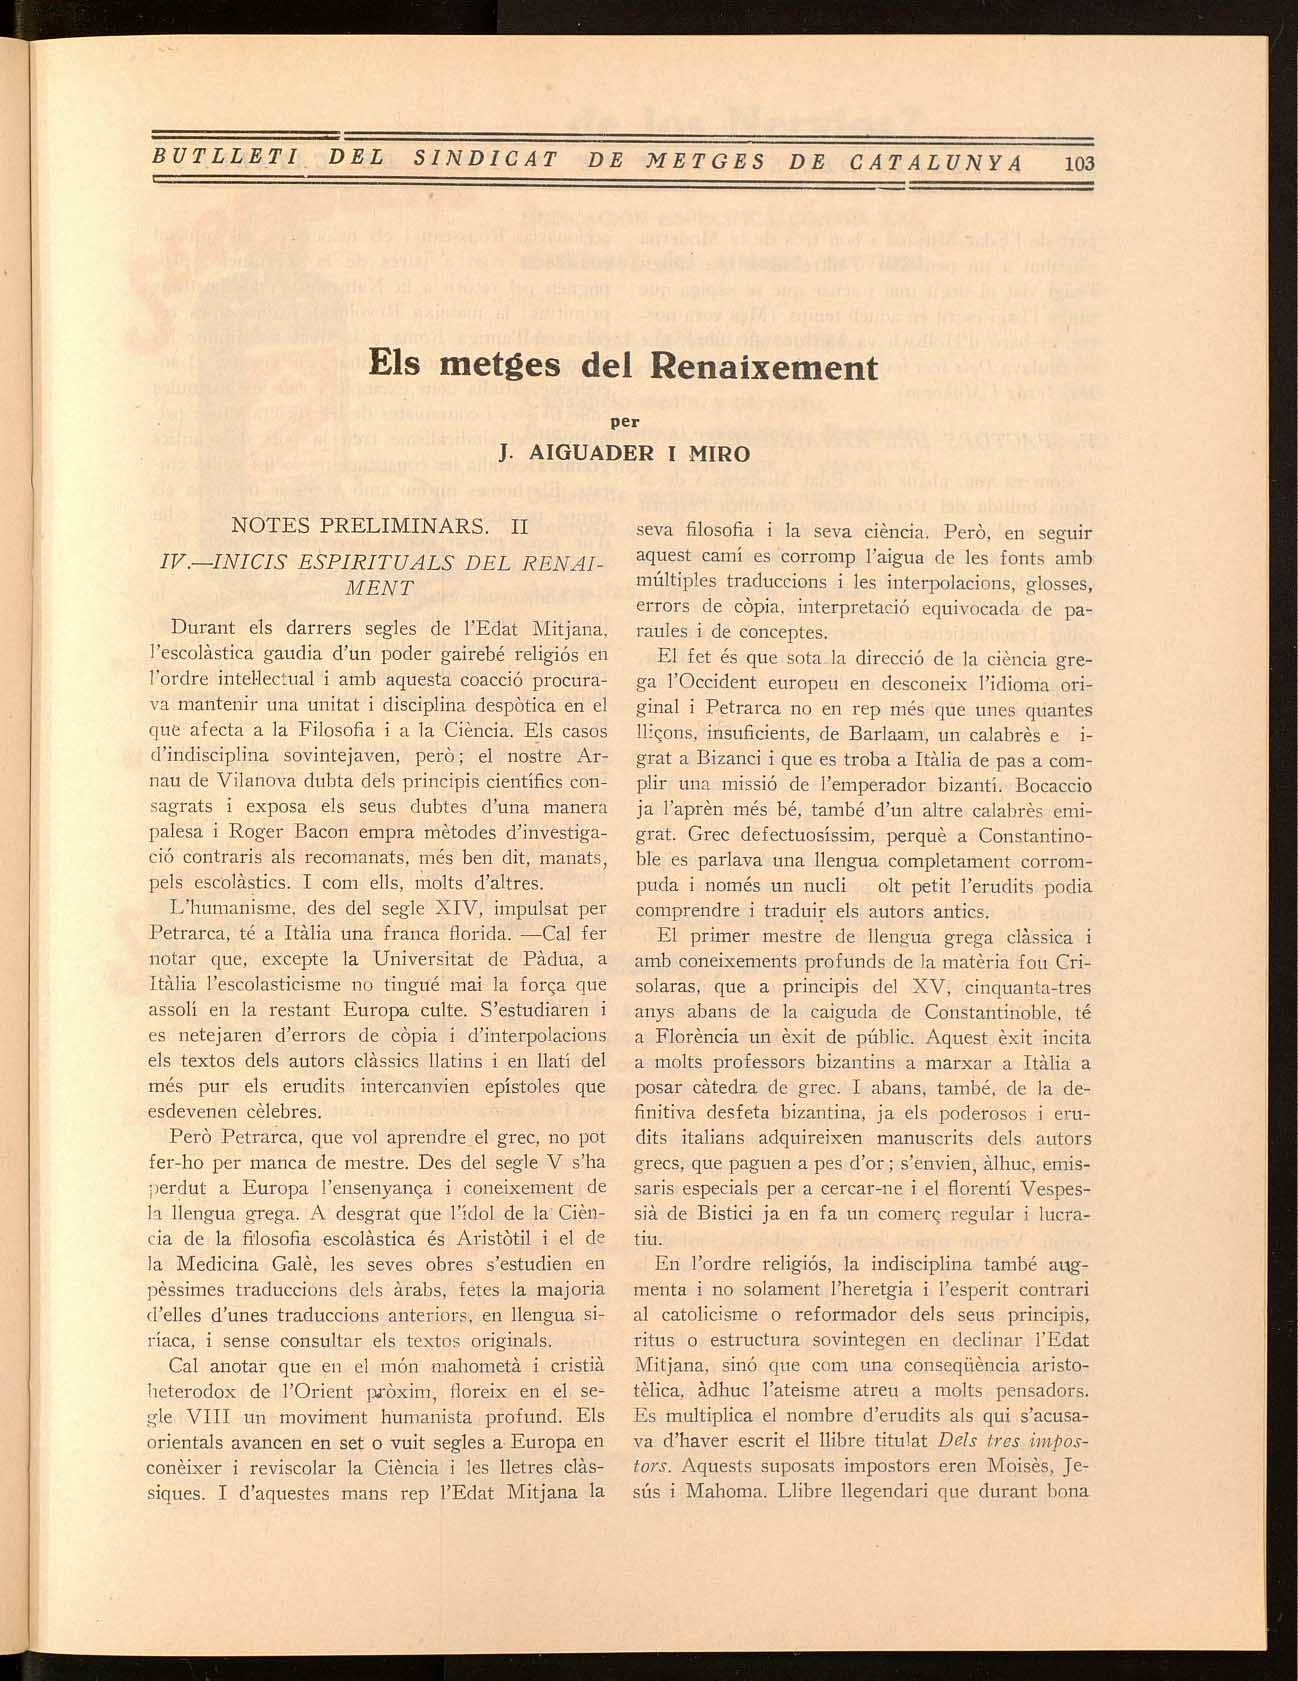 BUTLLETI DEL SINDICAT DE METGES DE CATALUNYA 103
Els metges del Renaixement
per
J. AIGUADER I MIRO
NOTES PRELIMINARS. II
IV.—INICIS ESPIRITUALS DEL RENAI-
MENT
Durant els darrers segles de l'Edat Mitjana,
l'escolàstica gaudia d'un poder gairebé religiós en
l'ordre intel·lectual i amb aquesta coacció procura-
va mantenir una unitat i disciplina despòtica en el
que afecta a la Filosofia i a la Ciència. Els casos
d'indisciplina sovintejaven, però; el nostre Ar-
nau de Vilanova dubta dels principis científics con-
sagrats i exposa els seus dubtes d'una manera
palesa i Roger Bacon empra mètodes d'investiga-
ció contraris als recomanats, més ben dit, manats,
pels escolàstics. I com ells, molts d'altres.
L'humanisme, des del segle XIV, impulsat per
Petrarca, té a Itàlia una franca florida. —Cal fer
notar que, excepte la Universitat de Pàdua, a
Itàlia l'escolasticisme no tingué mai la força que
assolí en la restant Europa culte. S'estudiaren i
es netejaren d'errors de còpia i d'interpolacions
els textos dels autors clàssics llatins i en llatí del
més pur els erudits intercanvien epístoles que
esdevenen cèlebres.
Però Petrarca, que vol aprendre el grec, no pot
fer-ho per manca de mestre. Des del segle V s'ha
perdut a Europa l'ensenyança i coneixement de
la llengua grega. A desgrat que l'ídol de la Cièn-
cia de la filosofia escolàstica és Aristòtil i el de
la Medicina Galè, les seves obres s'estudien en
pèssimes traduccions dels àrabs, fetes la majoria
d'elles d'unes traduccions anteriors, en llengua si-
ríaca, i sense consultar els textos originals.
Cal anotar que en el món mahometà i cristià
heterodox de l'Orient pròxim, floreix en el se-
gle VIII un moviment humanista profund. Els
orientals avancen en set o vuit segles a Europa en
conèixer i reviscolar la Ciència i les lletres clàs-
siques. I d'aquestes mans rep l'Edat Mitjana la
seva filosofia i la seva ciència. Però, en seguir
aquest camí es corromp l'aigua de les fonts amb
múltiples traduccions i les interpolacions, glosses,
errors de còpia, interpretació equivocada de pa-
raules i de conceptes.
El fet és que sota la direcció de la ciència gre-
ga l'Occident europeu en desconeix l'idioma ori-
ginal i Petrarca no en rep més que unes quantes
lliçons, insuficients, de Barlaam, un calabrès e i-
grat a Bizanci i que es troba a Itàlia de pas a com-
plir una missió de l'emperador bizantí. Bocaccio
ja l'aprèn més bé, també d'un altre calabrès emi-
grat. Grec defectuosíssim, perquè a Constantino-
ble es parlava una llengua completament corrom-
puda i només un nucli olt petit l'erudits podia
comprendre i traduir els autors antics.
El primer mestre de llengua grega clàssica i
amb coneixements profunds de la matèria fou Cri-
solaras, que a principis del XV, cinquanta-tres
anys abans de la caiguda de Constantinoble, té
a Florència un èxit de públic. Aquest èxit incita
a molts professors bizantins a marxar a Itàlia a
posar càtedra de grec. I abans, també, de la de-
finitiva desfeta bizantina, ja els poderosos i eru-
dits italians adquireixen manuscrits dels autors
grecs, que paguen a pes d'or; s'envien, àlhuc, emis-
saris especials per a cercar-ne i el florentí Vespes-
sià de Bistici ja en fa un comerç regular i lucra-
tiu.
En l'ordre religiós, la indisciplina també aug-
menta i no solament l'heretgia i l'esperit contrari
al catolicisme o reformador dels seus principis,
ritus o estructura sovintegen en declinar l'Edat
Mitjana, sinó que com una conseqüència aristo-
tèlica, àdhuc l'ateisme atreu a molts pensadors.
Es multiplica el nombre d'erudits als qui s'acusa-
va d'haver escrit el llibre titulat Dels tres impos-
tors. Aquests suposats impostors eren Moisès, Je-
sús i Mahoma. Llibre llegendari que durant bona